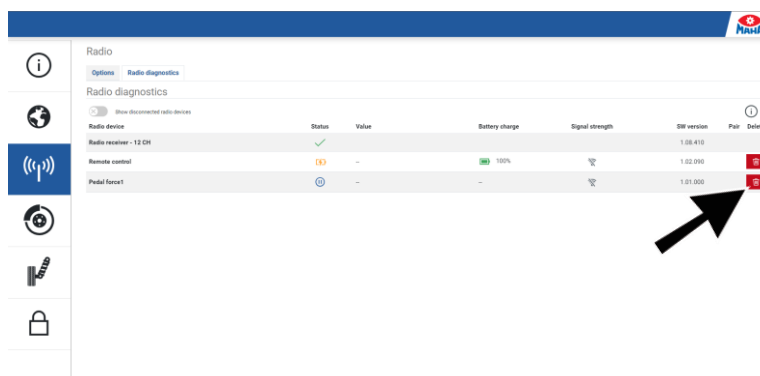 MAHA
Radio
Options Radio diagnostics
Radio diagnostics
Show disconnected radio devices
Radio device Status Value Battery charge Signal strength SW version Pair Delet
Radio receiver - 12 CH 1.08.410
Remote control – 100% 1.02.090
Pedal force1 – – 1.01.000